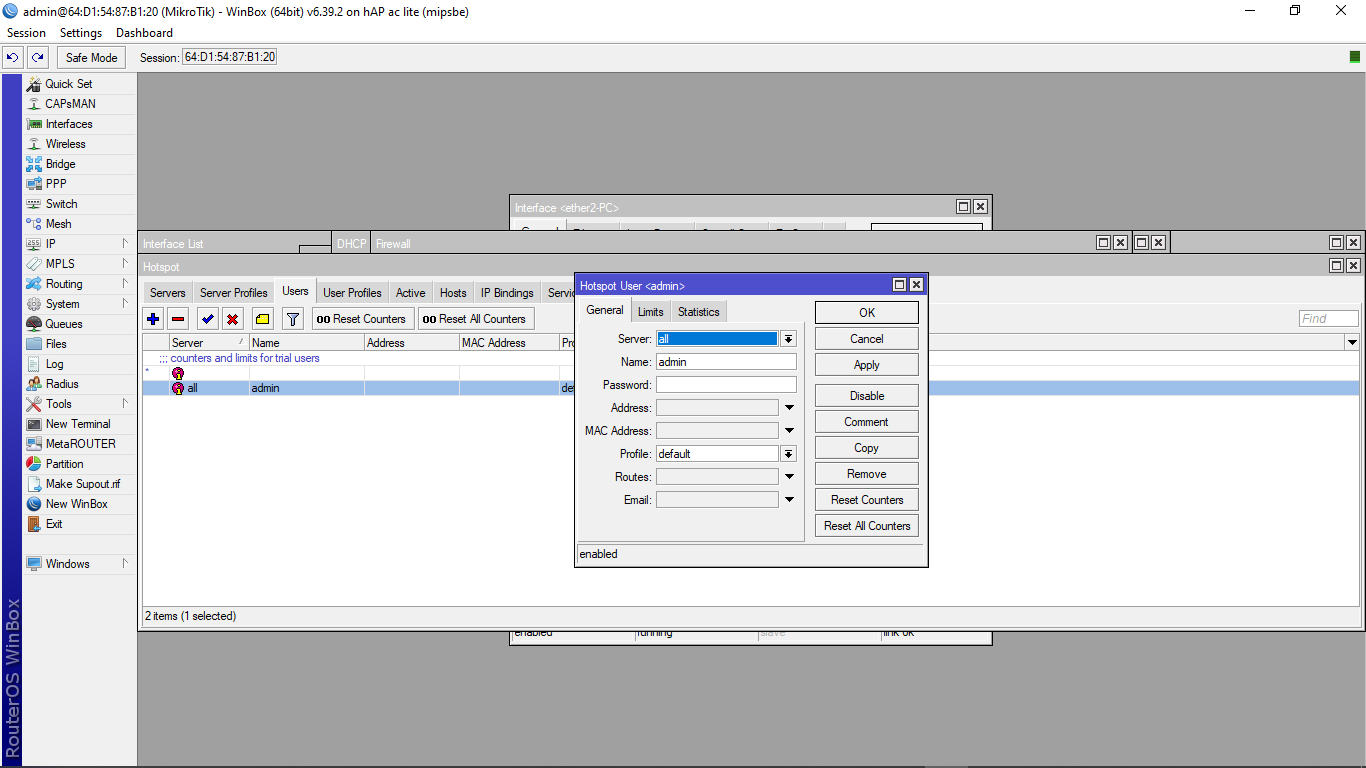 admin@64:D1:54:87:B1:20 (MikroTik) - WinBox (64bit) v6.39.2 on hAP ac lite (mipsbe)
Session Settings Dashboard
Safe Mode Session: 64:D1:54:87:B1:20
Quick Set
CAPsMAN
Interfaces
Wireless
Bridge
PPP
Switch
Mesh
IP
MPLS
Routing
System
Queues
Files
Log
Radius
Tools
New Terminal
MetaROUTER
Partition
Make Supout.rif
New WinBox
Exit
Windows
RouterOS WinBox
Interface <ether2-PC>
Interface List DHCP Firewall
Hotspot
Servers Server Profiles Users User Profiles Active Hosts IP Bindings
00 Reset Counters 00 Reset All Counters Find
Server Name Address MAC Address
::: counters and limits for trial users
*
all admin
2 items (1 selected)
Hotspot User <admin>
General Limits Statistics
Server: all
Name: admin
Password:
Address:
MAC Address:
Profile: default
Routes:
Email:
OK
Cancel
Apply
Disable
Comment
Copy
Remove
Reset Counters
Reset All Counters
enabled
enabled running slave link ok